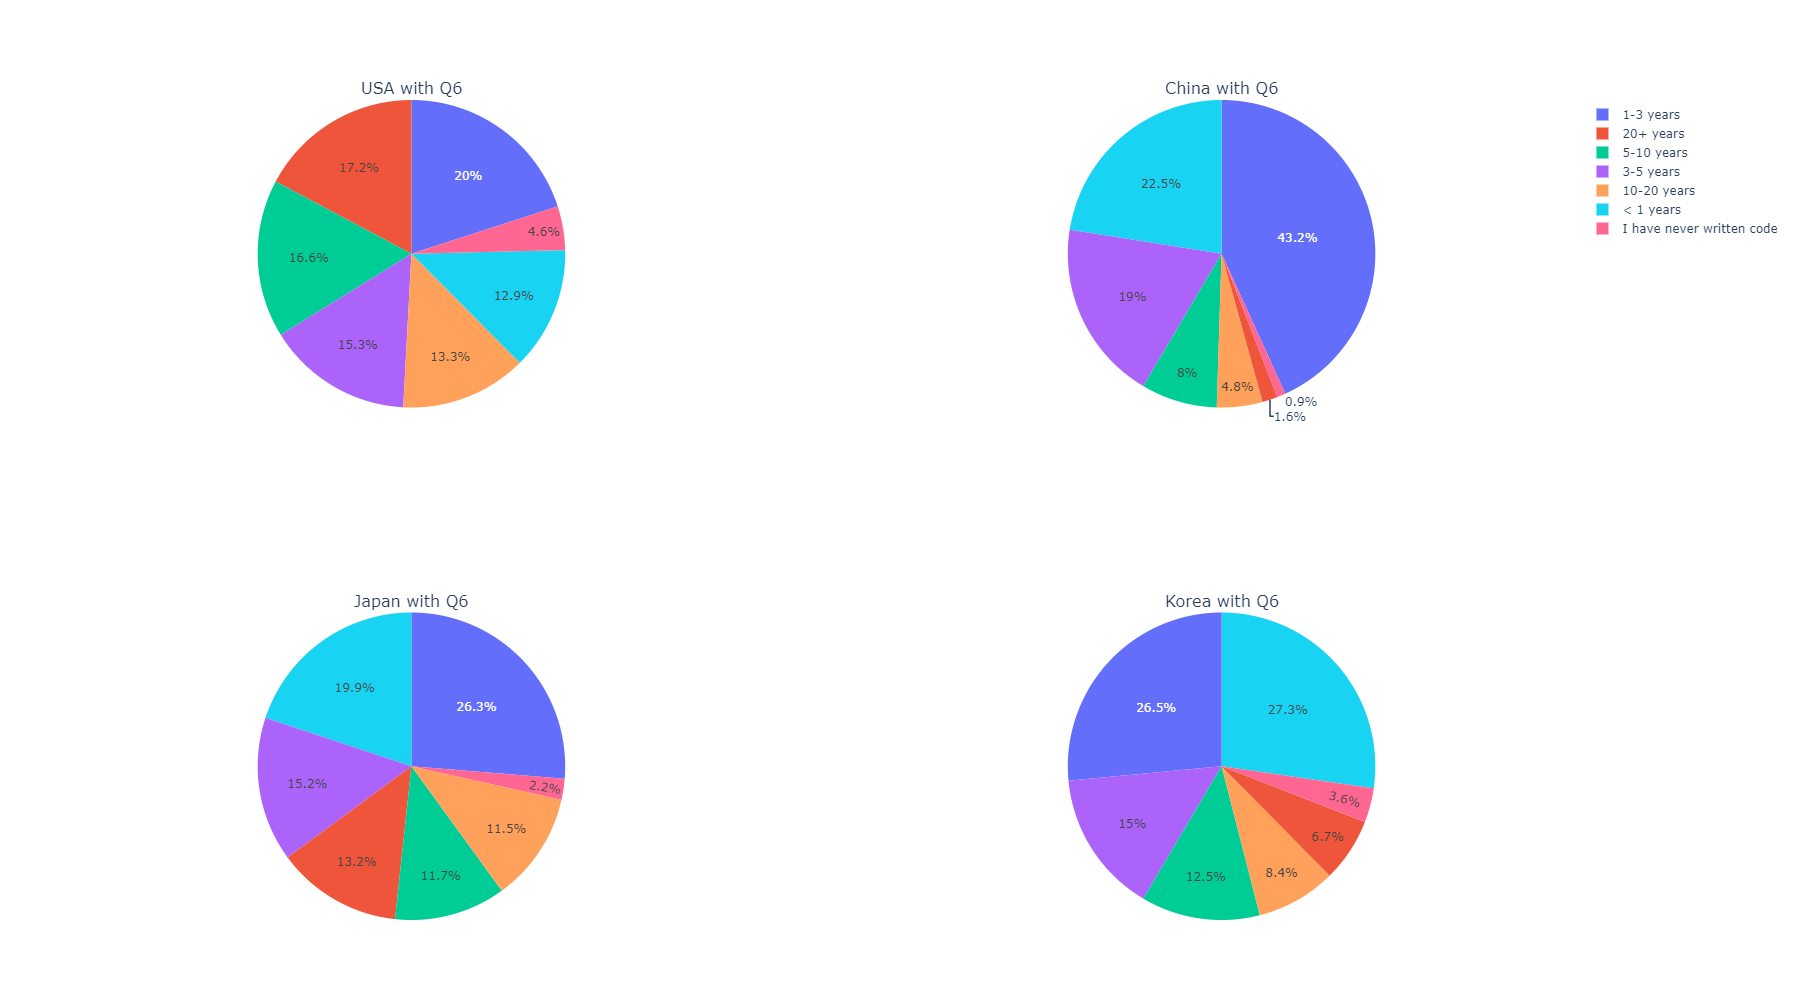 USA with Q6
17.2%
20%
4.6%
16.6%
12.9%
15.3%
13.3%
China with Q6
22.5%
43.2%
19%
8%
4.8%
0.9%
1.6%
1-3 years
20+ years
5-10 years
3-5 years
10-20 years
< 1 years
I have never written code
Japan with Q6
19.9%
26.3%
15.2%
2.2%
11.5%
13.2%
11.7%
Korea with Q6
26.5%
27.3%
3.6%
15%
6.7%
12.5%
8.4%